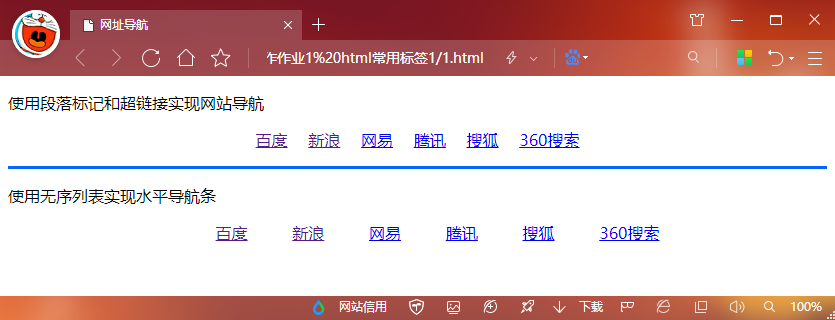 网址导航
作业1%20html常用标签1/1.html
使用段落标记和超链接实现网站导航
百度 新浪 网易 腾讯 搜狐 360搜索
使用无序列表实现水平导航条
百度 新浪 网易 腾讯 搜狐 360搜索
网站信用 下载 100%